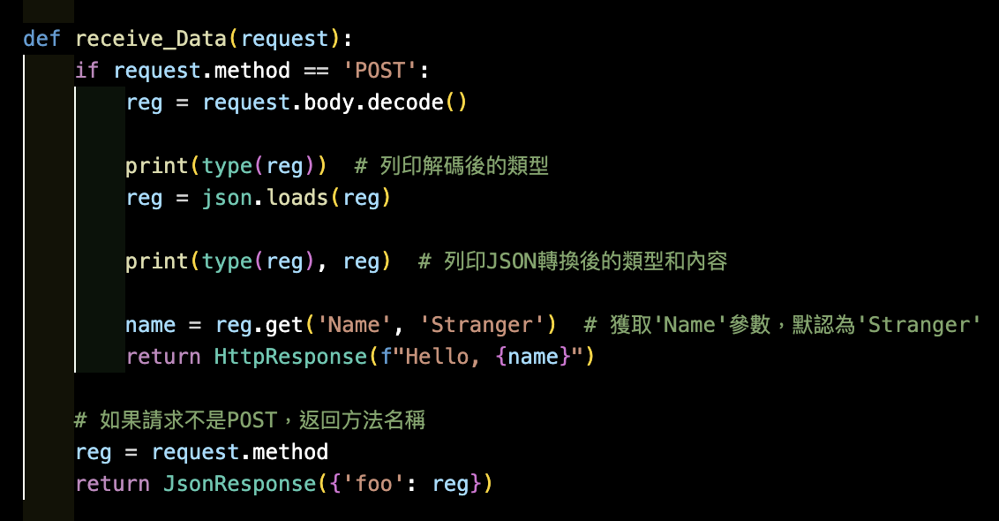 def receive_Data(request):
    if request.method == 'POST':
        reg = request.body.decode()
        print(type(reg))  # 列印解碼後的類型
        reg = json.loads(reg)
        print(type(reg), reg)  # 列印JSON轉換後的類型和內容
        name = reg.get('Name', 'Stranger')  # 獲取'Name'參數，默認為'Stranger'
        return HttpResponse(f"Hello, {name}")
    # 如果請求不是POST，返回方法名稱
    reg = request.method
    return JsonResponse({'foo': reg})